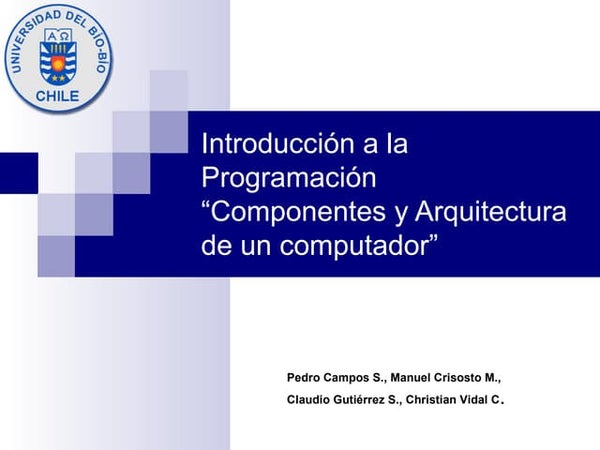 UNIVERSIDAD DEL BÍO-BÍO
ΑΩ
CHILE
Introducción a la
Programación
“Componentes y Arquitectura
de un computador”
Pedro Campos S., Manuel Crisosto M.,
Claudio Gutiérrez S., Christian Vidal C.